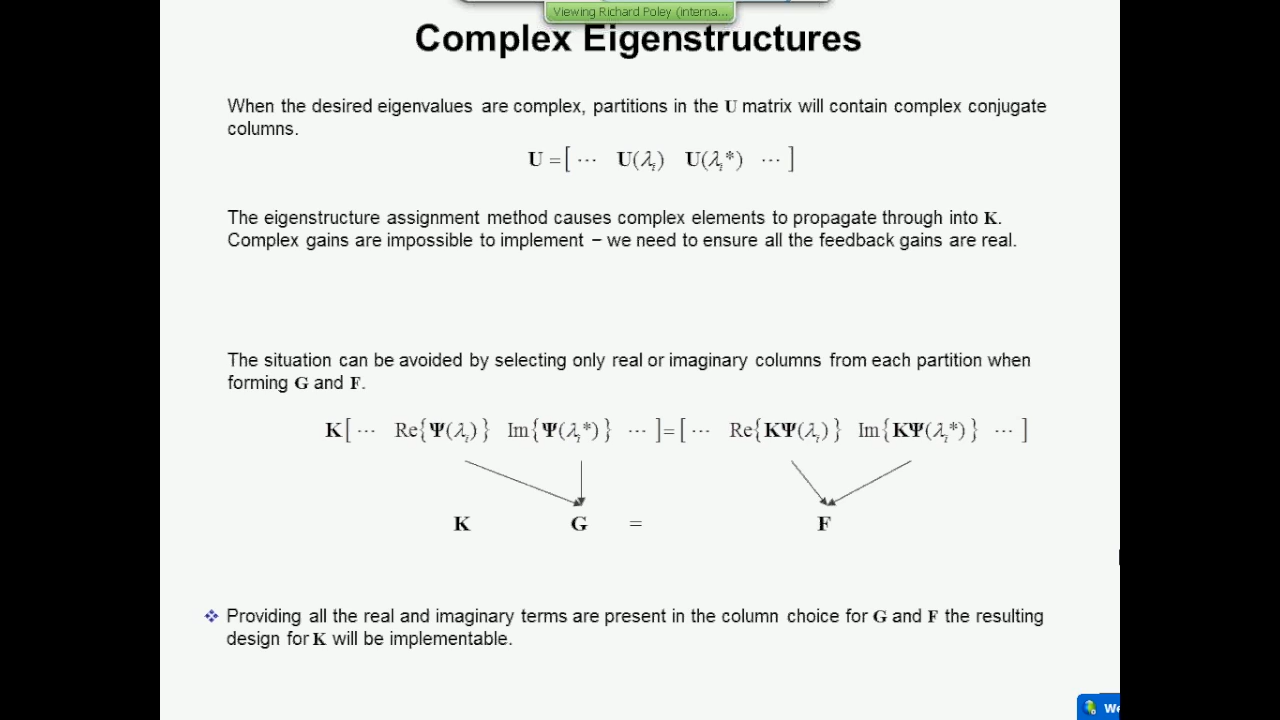 Viewing Richard Poley (interna...
Complex Eigenstructures
When the desired eigenvalues are complex, partitions in the U matrix will contain complex conjugate
columns.
U = [ ⋯ U(λᵢ) U(λᵢ*) ⋯ ]
The eigenstructure assignment method causes complex elements to propagate through into K.
Complex gains are impossible to implement – we need to ensure all the feedback gains are real.
The situation can be avoided by selecting only real or imaginary columns from each partition when
forming G and F.
K[ ⋯ Re{Ψ(λᵢ)} Im{Ψ(λᵢ*)} ⋯ ]=[ ⋯ Re{KΨ(λᵢ)} Im{KΨ(λᵢ*)} ⋯ ]
K G = F
❖ Providing all the real and imaginary terms are present in the column choice for G and F the resulting
design for K will be implementable.
We